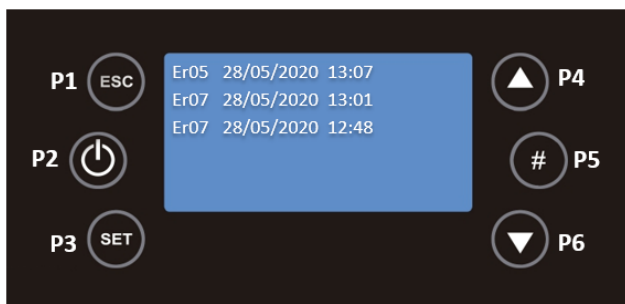 P1 ESC
Er05 28/05/2020 13:07
Er07 28/05/2020 13:01
Er07 28/05/2020 12:48
P4
P2
# P5
P3 SET
P6